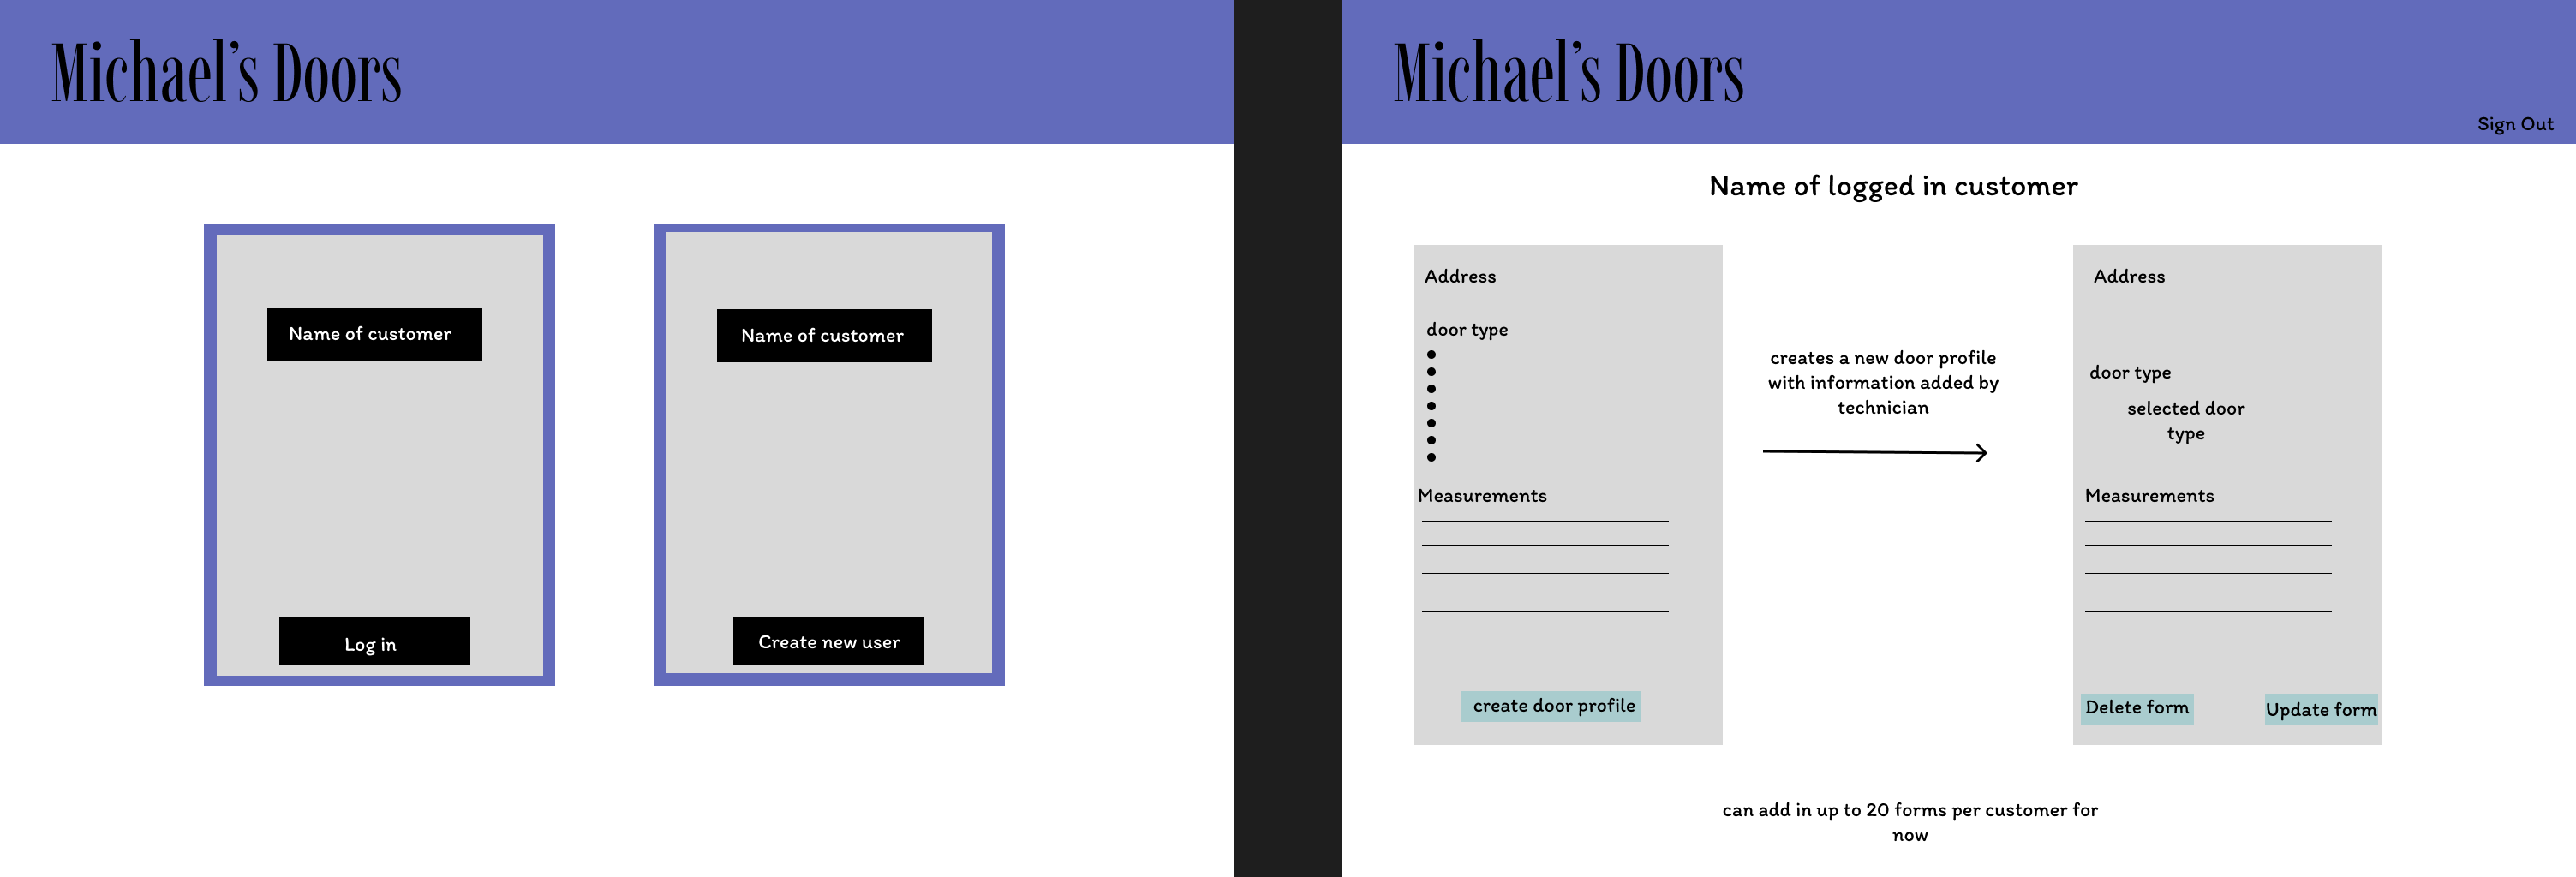 Michael's Doors
Name of customer
Log in
Name of customer
Create new user
Michael's Doors
Sign Out
Name of logged in customer
Address
door type
Measurements
create door profile
creates a new door profile
with information added by
technician
Address
door type
selected door
type
Measurements
Delete form
Update form
can add in up to 20 forms per customer for
now